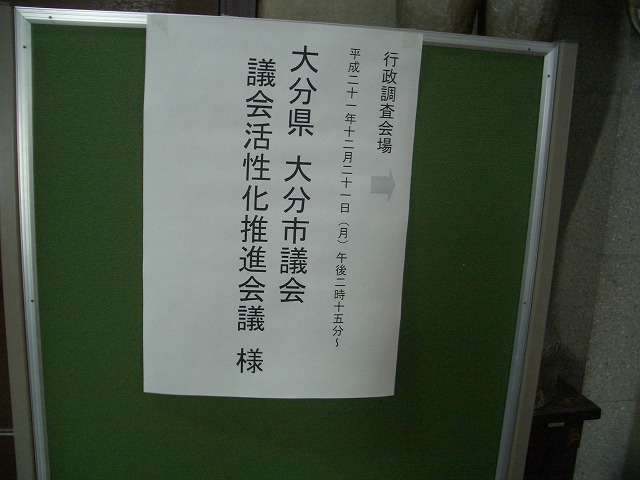 行政調査会場
平成二十一年十二月二十一日（月）午後二時十五分～
大分県 大分市議会
議会活性化推進会議 様